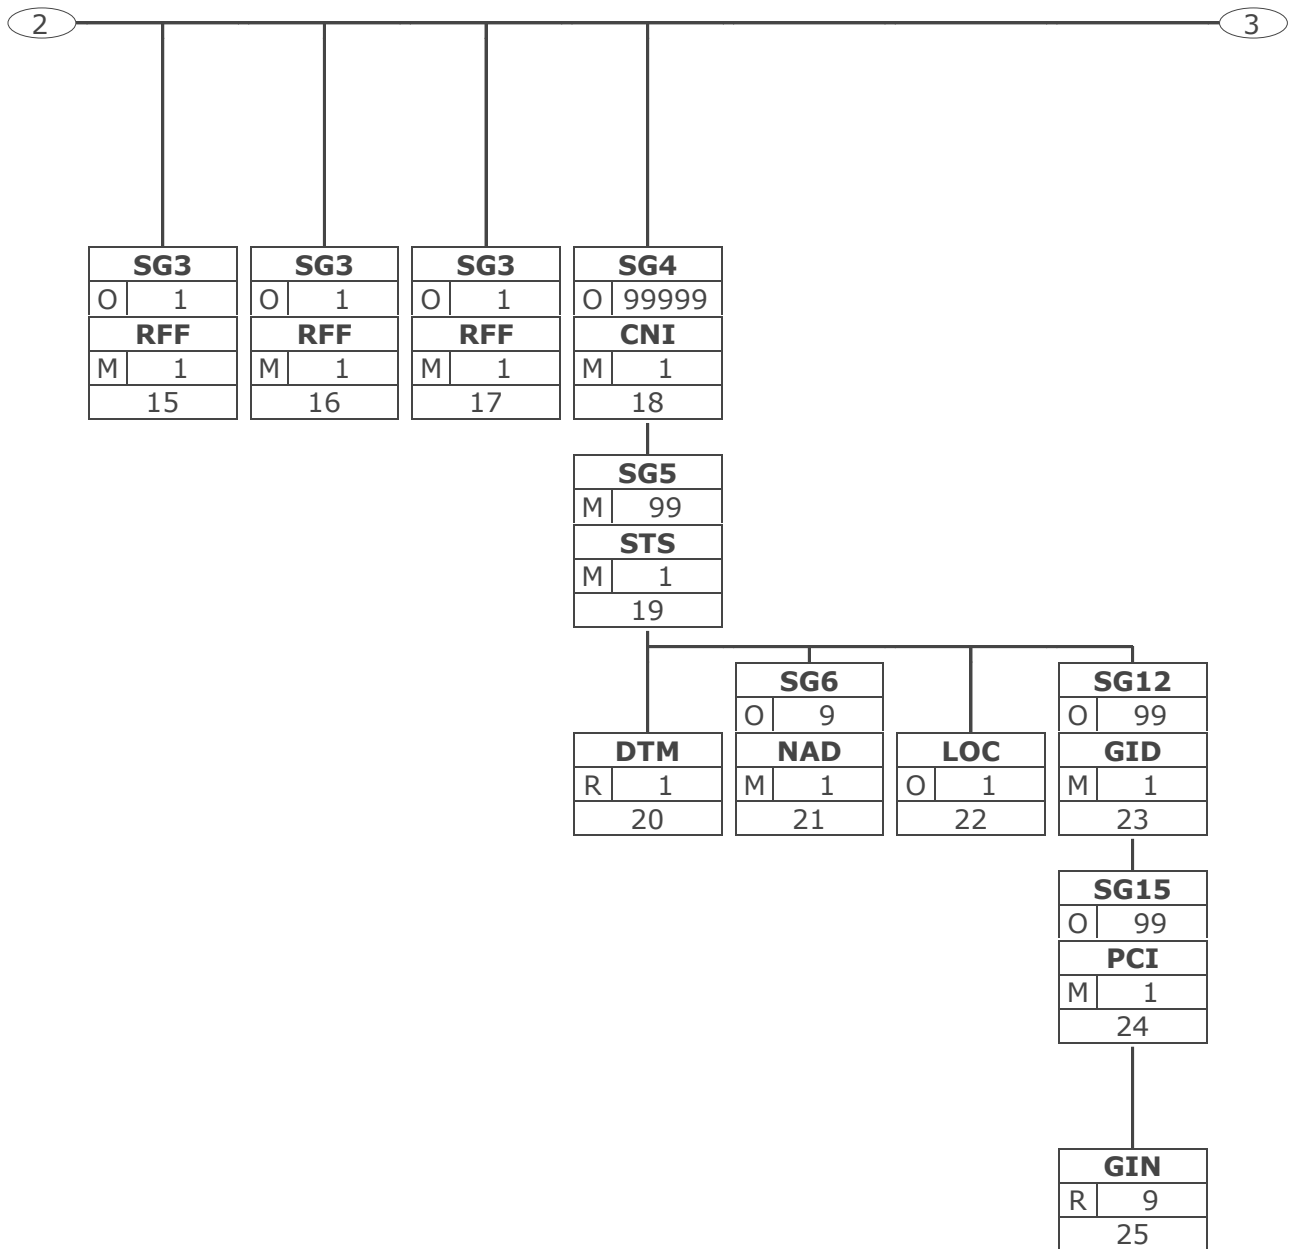 2 3
SG3 SG3 SG3 SG4
O 1 O 1 O 1 O 99999
RFF RFF RFF CNI
M 1 M 1 M 1 M 1
15 16 17 18
SG5
M 99
STS
M 1
19
SG6 SG12
O 9 O 99
DTM NAD LOC GID
R 1 M 1 O 1 M 1
20 21 22 23
SG15
O 99
PCI
M 1
24
GIN
R 9
25